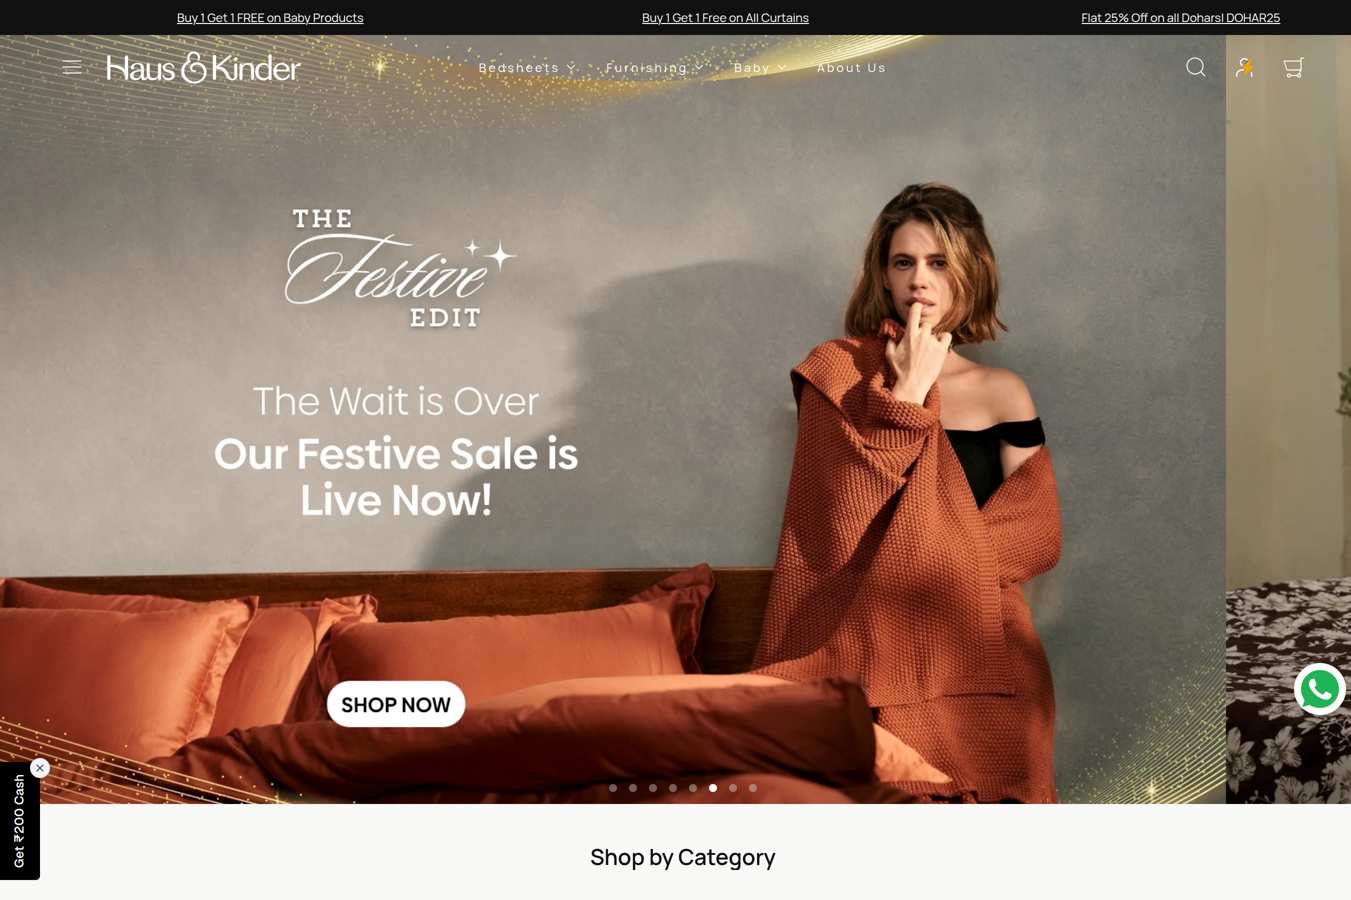 Buy 1 Get 1 FREE on Baby Products
Buy 1 Get 1 Free on All Curtains
Flat 25% Off on all Dohars| DOHAR25
Haus & Kinder
Bedsheets
Furnishing
Baby
About Us
THE
Festive
EDIT
The Wait is Over
Our Festive Sale is
Live Now!
SHOP NOW
Get ₹200 Cash
Shop by Category